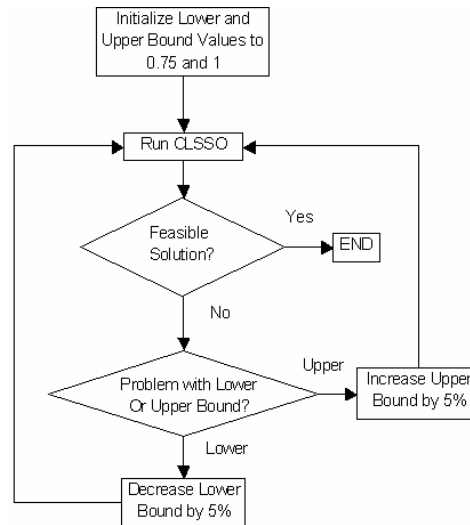 Initialize Lower and
Upper Bound Values to
0.75 and 1
Run CLSSO
Yes
Feasible
Solution?
END
No
Upper
Problem with Lower
Or Upper Bound?
Increase Upper
Bound by 5%
Lower
Decrease Lower
Bound by 5%